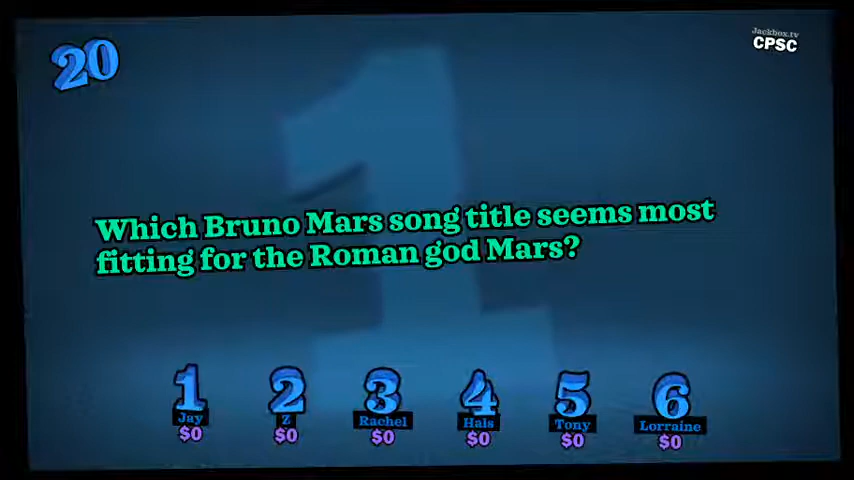 20
Jackbox.tv
CPSC
Which Bruno Mars song title seems most
fitting for the Roman god Mars?
1 2 3 4 5 6
Jay Z Rachel Hals Tony Lorraine
$0 $0 $0 $0 $0 $0